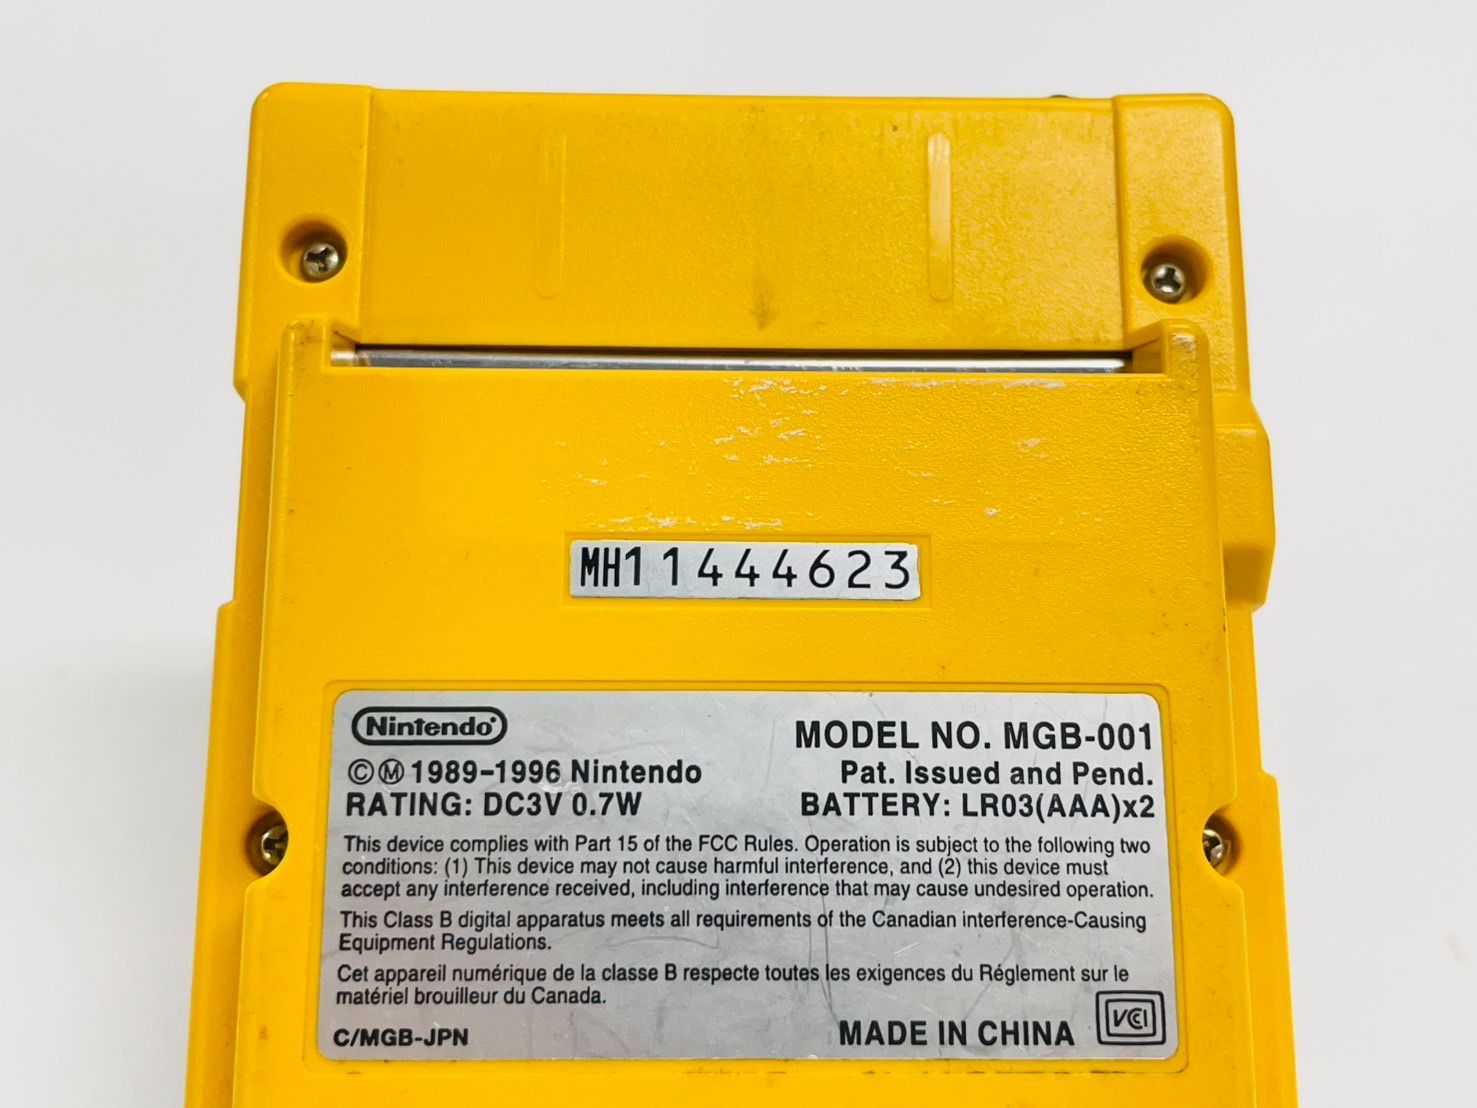 MH11444623
Nintendo®
MODEL NO. MGB-001
©Ⓜ 1989-1996 Nintendo
Pat. Issued and Pend.
RATING: DC3V 0.7W
BATTERY: LR03(AAA)x2
This device complies with Part 15 of the FCC Rules. Operation is subject to the following two
conditions: (1) This device may not cause harmful interference, and (2) this device must
accept any interference received, including interference that may cause undesired operation.
This Class B digital apparatus meets all requirements of the Canadian interference-Causing
Equipment Regulations.
Cet appareil numérique de la classe B respecte toutes les exigences du Réglement sur le
matériel brouilleur du Canada.
C/MGB-JPN
MADE IN CHINA
VCI